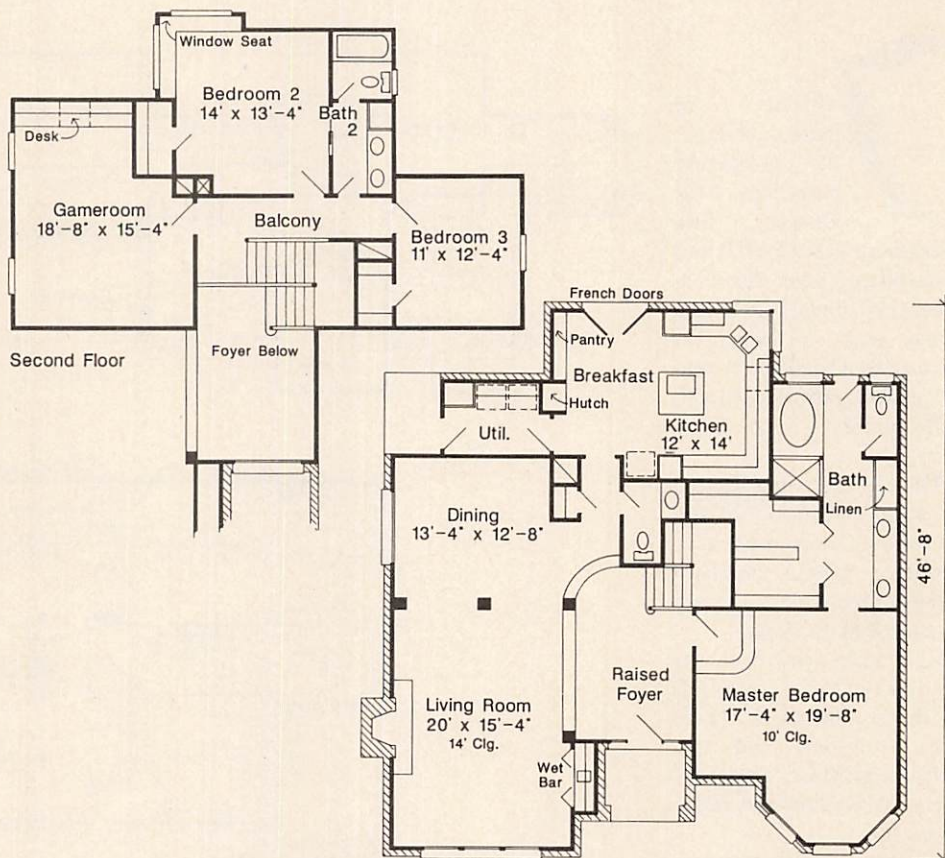 Window Seat
Bedroom 2
14' x 13'-4"
Bath
2
Desk
Gameroom
18'-8" x 15'-4"
Balcony
Bedroom 3
11' x 12'-4"
Second Floor
Foyer Below
French Doors
Pantry
Breakfast
Hutch
Util.
Kitchen
12' x 14'
Bath
Linen
Dining
13'-4" x 12'-8"
46'-8"
Raised
Foyer
Living Room
20' x 15'-4"
14' Clg.
Master Bedroom
17'-4" x 19'-8"
10' Clg.
Wet
Bar